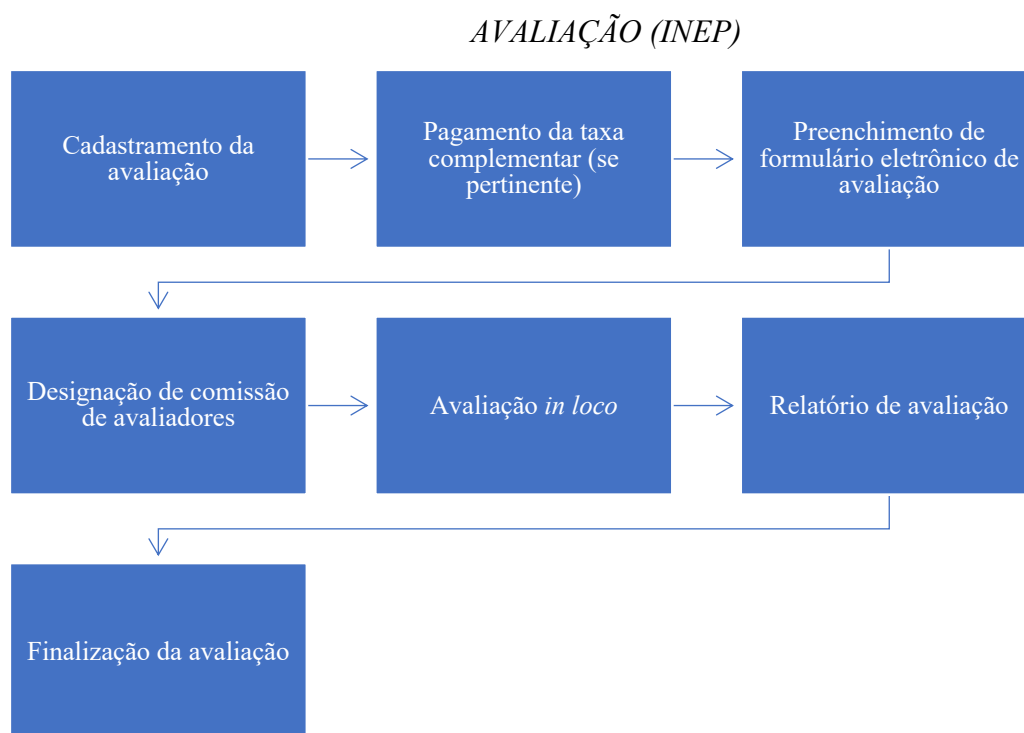 AVALIAÇÃO (INEP)
Cadastramento da
avaliação
Pagamento da taxa
complementar (se
pertinente)
Preenchimento de
formulário eletrônico de
avaliação
Designação de comissão
de avaliadores
Avaliação in loco
Relatório de avaliação
Finalização da avaliação